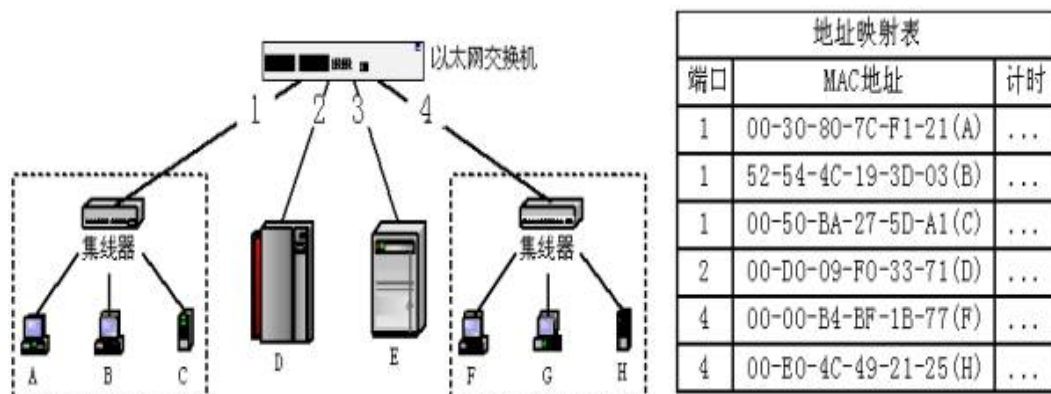 以太网交换机
1 2 3 4
集线器 集线器
A B C D E F G H
地址映射表
端口 MAC地址 计时
1 00-30-80-7C-F1-21(A) ...
1 52-54-4C-19-3D-03(B) ...
1 00-50-BA-27-5D-A1(C) ...
2 00-D0-09-F0-33-71(D) ...
4 00-00-B4-BF-1B-77(F) ...
4 00-E0-4C-49-21-25(H) ...